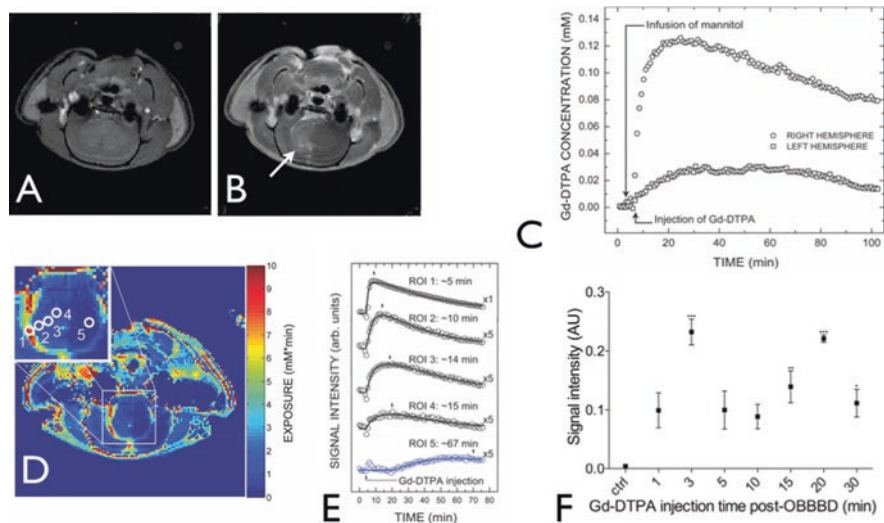 A
B
C
Gd-DTPA CONCENTRATION (mM)
0.14
0.12
0.10
0.08
0.06
0.04
0.02
0.00
Infusion of mannitol
RIGHT HEMISPHERE
LEFT HEMISPHERE
Injection of Gd-DTPA
0 20 40 60 80 100
TIME (min)
D
1 2 3 4 5
10
9
8
7
6
5
4
3
2
1
0
EXPOSURE (mM*min)
E
SIGNAL INTENSITY (arb. units)
ROI 1: ~5 min
x1
ROI 2: ~10 min
x5
ROI 3: ~14 min
x5
ROI 4: ~15 min
x5
ROI 5: ~67 min
x5
Gd-DTPA injection
0 10 20 30 40 50 60 70 80
TIME (min)
F
Signal intensity (AU)
0.3
0.2
0.1
0.0
***
**
***
*
ctrl 1 3 5 10 15 20 30
Gd-DTPA injection time post-OBBBD (min)